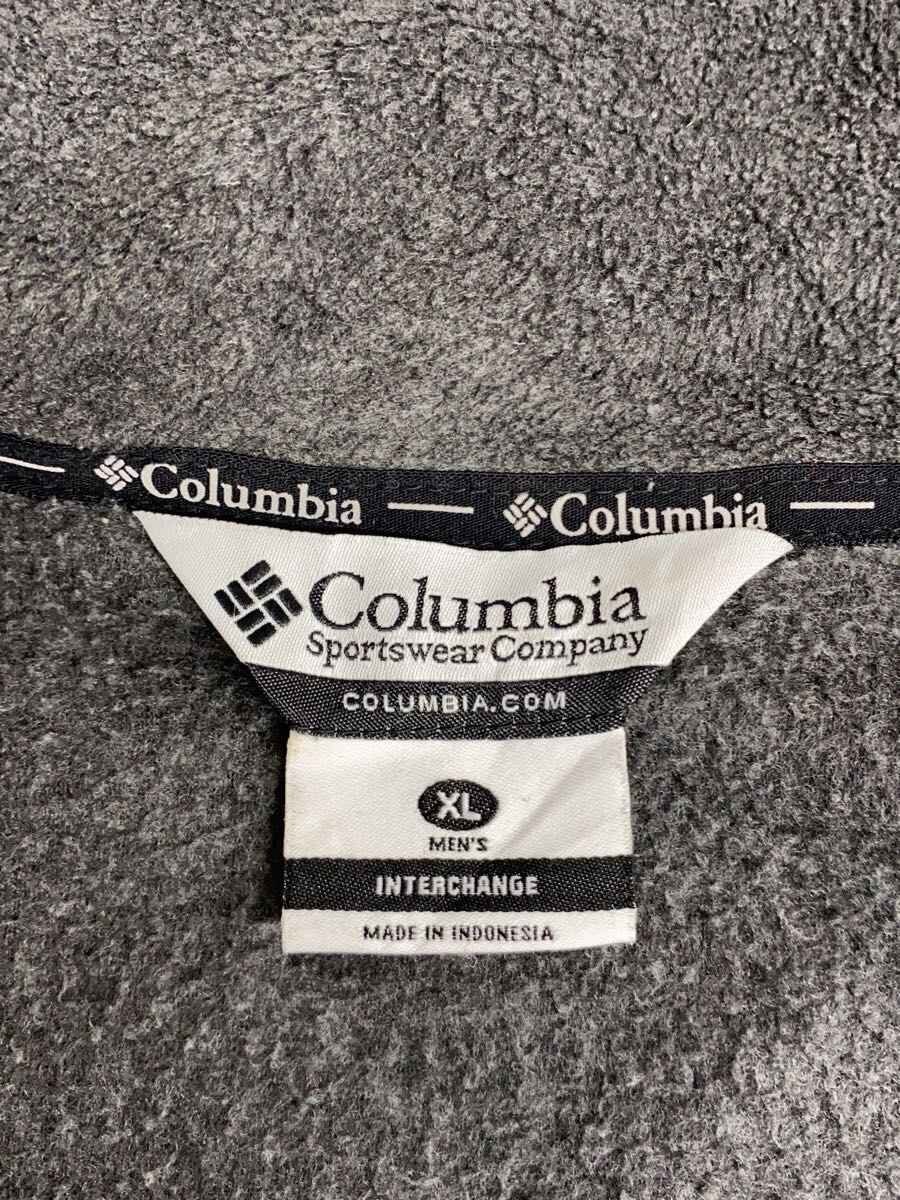 Columbia — Columbia —
Columbia
Sportswear Company
COLUMBIA.COM
XL
MEN'S
INTERCHANGE
MADE IN INDONESIA